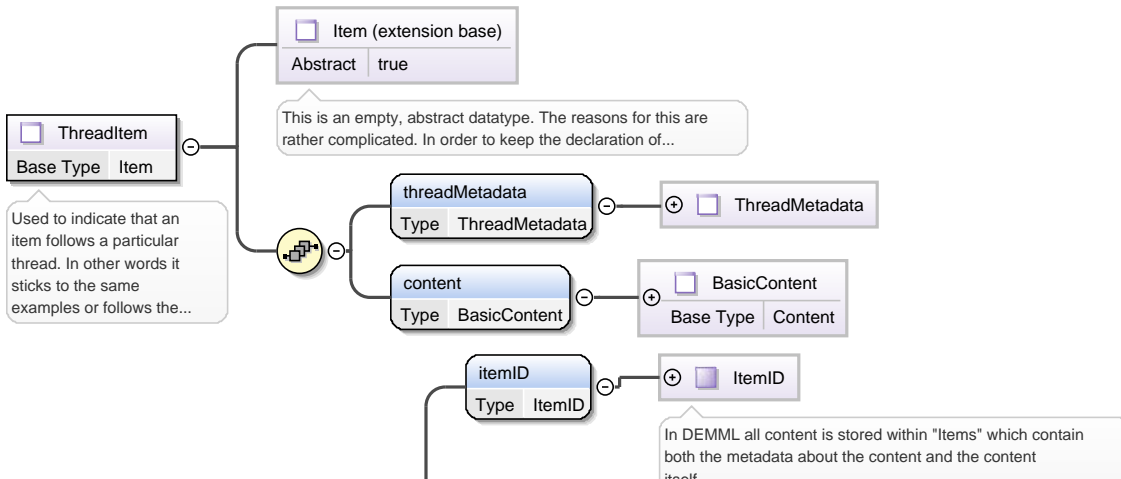 Item (extension base)
Abstract true
This is an empty, abstract datatype. The reasons for this are
rather complicated. In order to keep the declaration of...
ThreadItem
Base Type Item
Used to indicate that an
item follows a particular
thread. In other words it
sticks to the same
examples or follows the...
threadMetadata
Type ThreadMetadata
ThreadMetadata
content
Type BasicContent
BasicContent
Base Type Content
itemID
Type ItemID
ItemID
In DEMML all content is stored within "Items" which contain
both the metadata about the content and the content